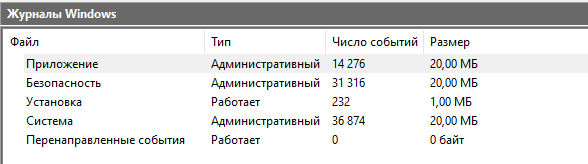 Журналы Windows
Файл Тип Число событий Размер
Приложение Административный 14 276 20,00 МБ
Безопасность Административный 31 316 20,00 МБ
Установка Работает 232 1,00 МБ
Система Административный 36 874 20,00 МБ
Перенаправленные события Работает 0 0 байт